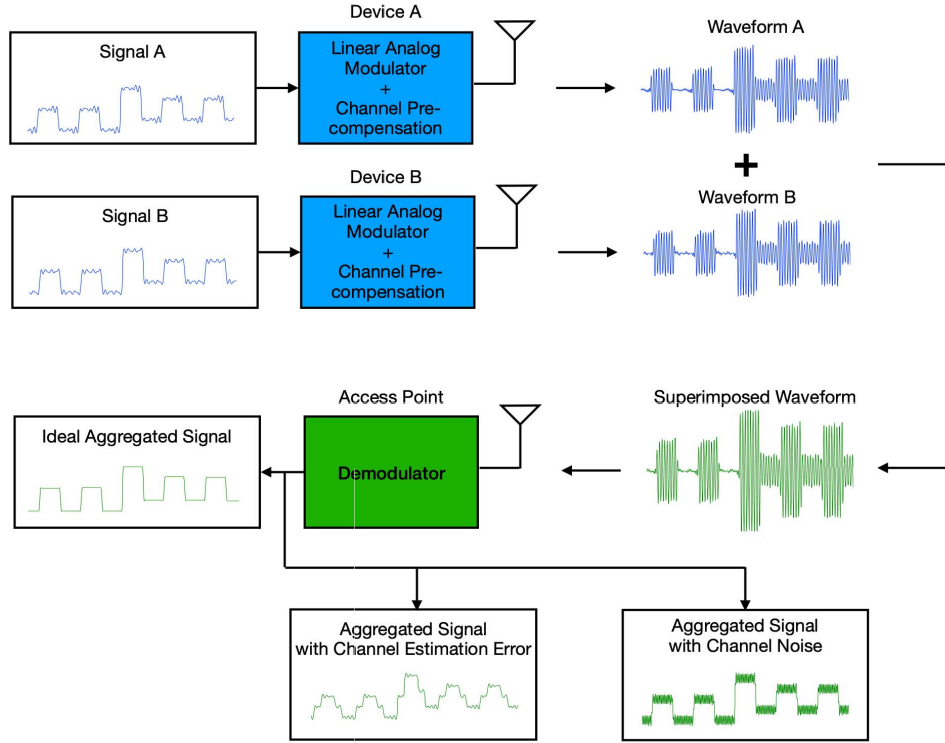 Device A
Signal A
Linear Analog
Modulator
+
Channel Pre-
compensation
Waveform A
+
Device B
Signal B
Linear Analog
Modulator
+
Channel Pre-
compensation
Waveform B
Access Point
Superimposed Waveform
Ideal Aggregated Signal
Demodulator
Aggregated Signal
with Channel Estimation Error
Aggregated Signal
with Channel Noise